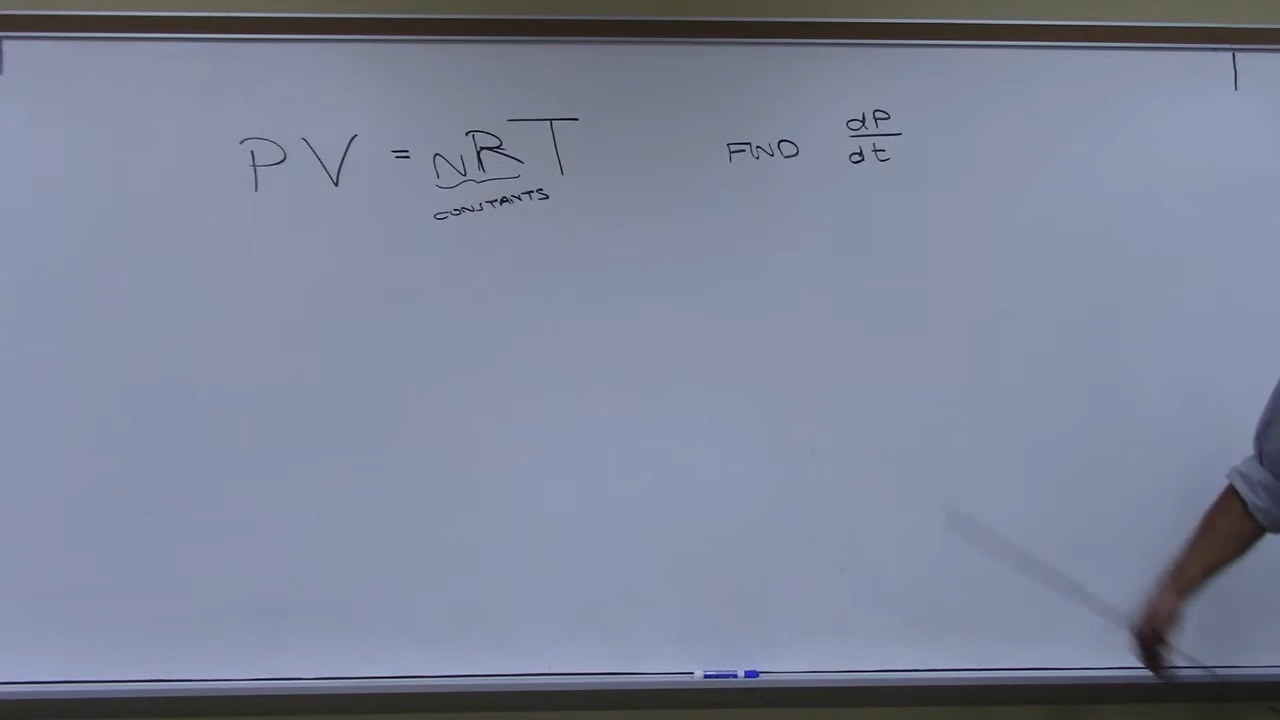 PV = nRT
CONSTANTS
FIND dP/dt